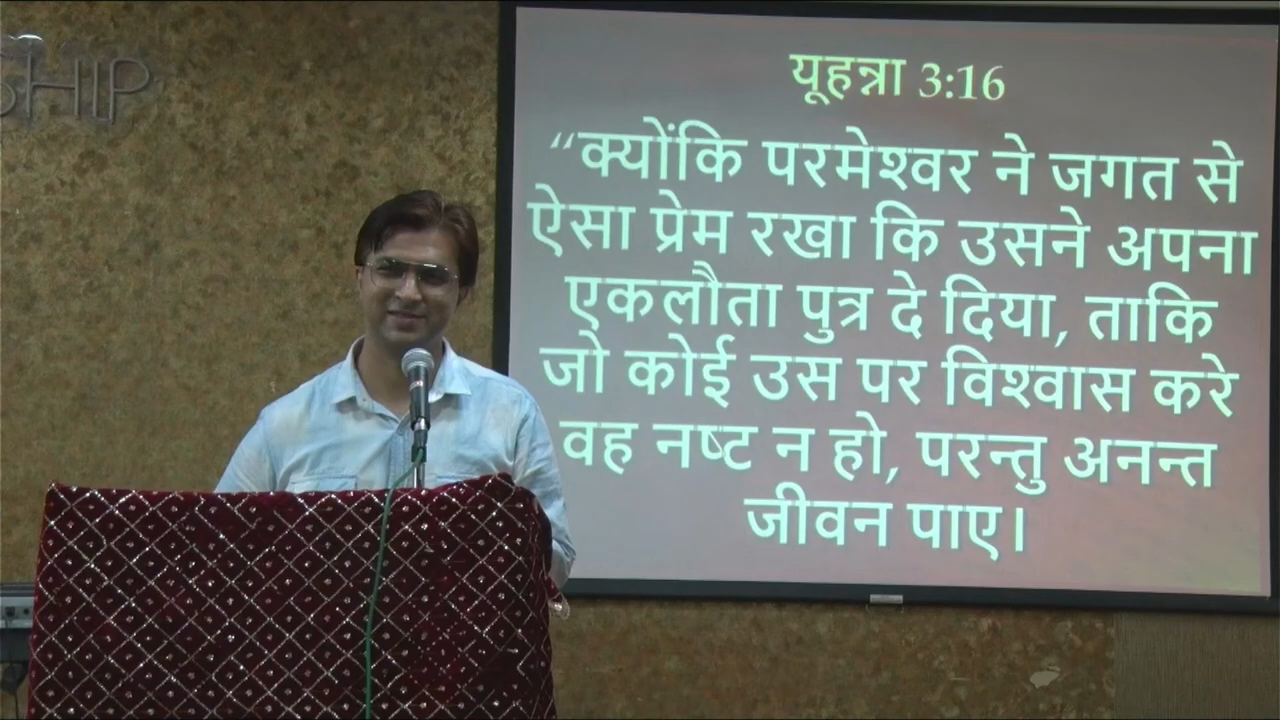 SHIP
यूहन्ना 3:16
“क्योंकि परमेश्वर ने जगत से
ऐसा प्रेम रखा कि उसने अपना
एकलौता पुत्र दे दिया, ताकि
जो कोई उस पर विश्वास करे
वह नष्ट न हो, परन्तु अनन्त
जीवन पाए।